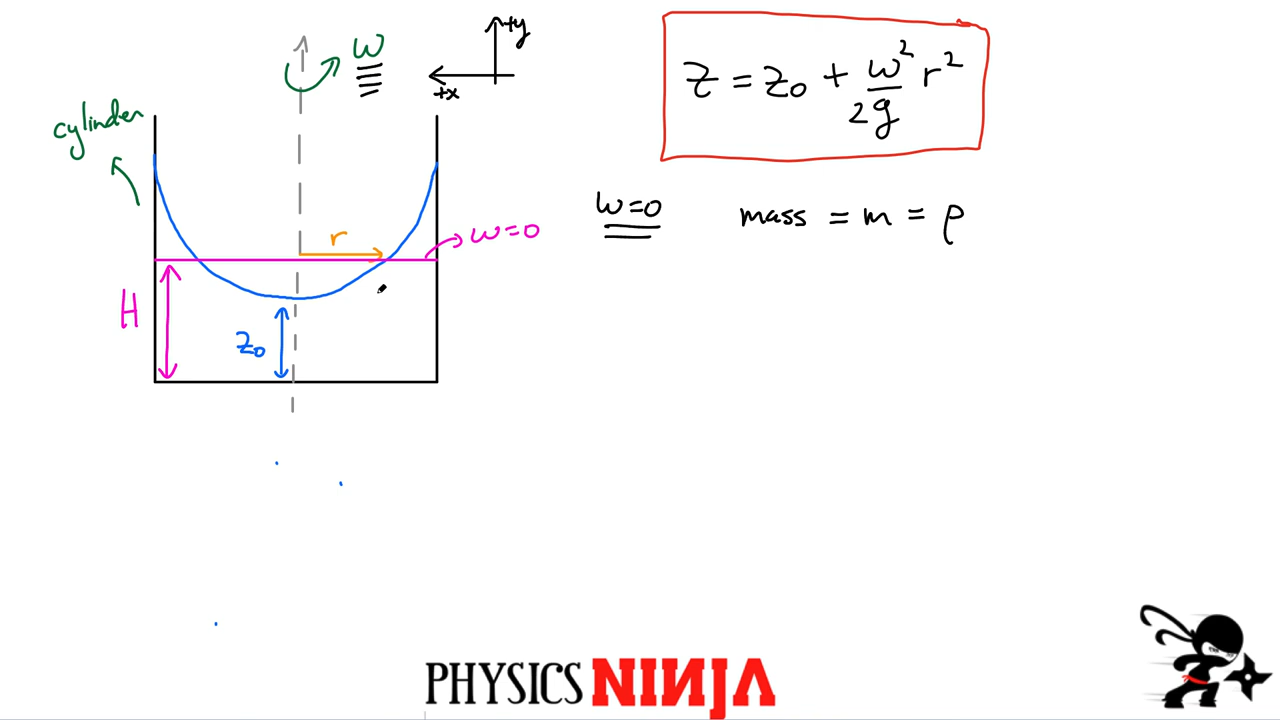 ω
+y
+x
cylinder
z = z₀ + ω²/2g r²
ω=0
mass = m = ρ
r
ω=0
H
z₀
PHYSICS NINJA